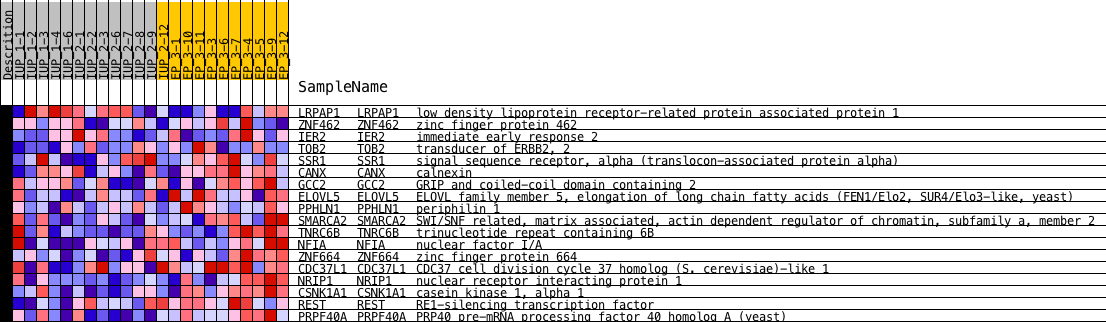 Descrition
IUP_1-1
IUP_1-2
IUP_1-3
IUP_1-4
IUP_1-6
IUP_2-1
IUP_2-2
IUP_2-3
IUP_2-6
IUP_2-7
IUP_2-8
IUP_2-9
IUP_2-12
EP_3-1
EP_3-10
EP_3-11
EP_3-3
EP_3-6
EP_3-7
EP_3-4
EP_3-5
EP_3-9
EP_3-12
SampleName
LRPAP1 LRPAP1 low density lipoprotein receptor-related protein associated protein 1
ZNF462 ZNF462 zinc finger protein 462
IER2 IER2 immediate early response 2
TOB2 TOB2 transducer of ERBB2, 2
SSR1 SSR1 signal sequence receptor, alpha (translocon-associated protein alpha)
CANX CANX calnexin
GCC2 GCC2 GRIP and coiled-coil domain containing 2
ELOVL5 ELOVL5 ELOVL family member 5, elongation of long chain fatty acids (FEN1/Elo2, SUR4/Elo3-like, yeast)
PPHLN1 PPHLN1 periphilin 1
SMARCA2 SMARCA2 SWI/SNF related, matrix associated, actin dependent regulator of chromatin, subfamily a, member 2
TNRC6B TNRC6B trinucleotide repeat containing 6B
NFIA NFIA nuclear factor I/A
ZNF664 ZNF664 zinc finger protein 664
CDC37L1 CDC37L1 CDC37 cell division cycle 37 homolog (S. cerevisiae)-like 1
NRIP1 NRIP1 nuclear receptor interacting protein 1
CSNK1A1 CSNK1A1 casein kinase 1, alpha 1
REST REST RE1-silencing transcription factor
PRPF40A PRPF40A PRP40 pre-mRNA processing factor 40 homolog A (yeast)